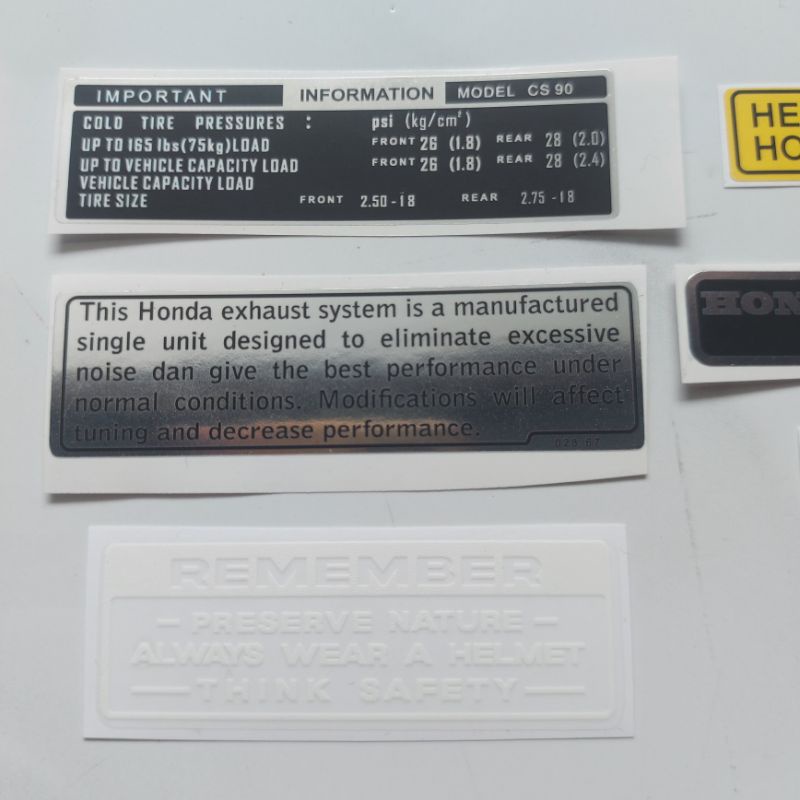 IMPORTANT INFORMATION MODEL CS 90
COLD TIRE PRESSURES : psi (kg/cm²)
UP TO 165 lbs(75kg)LOAD FRONT 26 (1.8) REAR 28 (2.0)
UP TO VEHICLE CAPACITY LOAD FRONT 26 (1.8) REAR 28 (2.4)
VEHICLE CAPACITY LOAD
TIRE SIZE FRONT 2.50 -18 REAR 2.75 -18
HE
HO
This Honda exhaust system is a manufactured
single unit designed to eliminate excessive
noise dan give the best performance under
normal conditions. Modifications will affect
tuning and decrease performance.
028 67
HON
REMEMBER
— PRESERVE NATURE —
ALWAYS WEAR A HELMET
— THINK SAFETY —